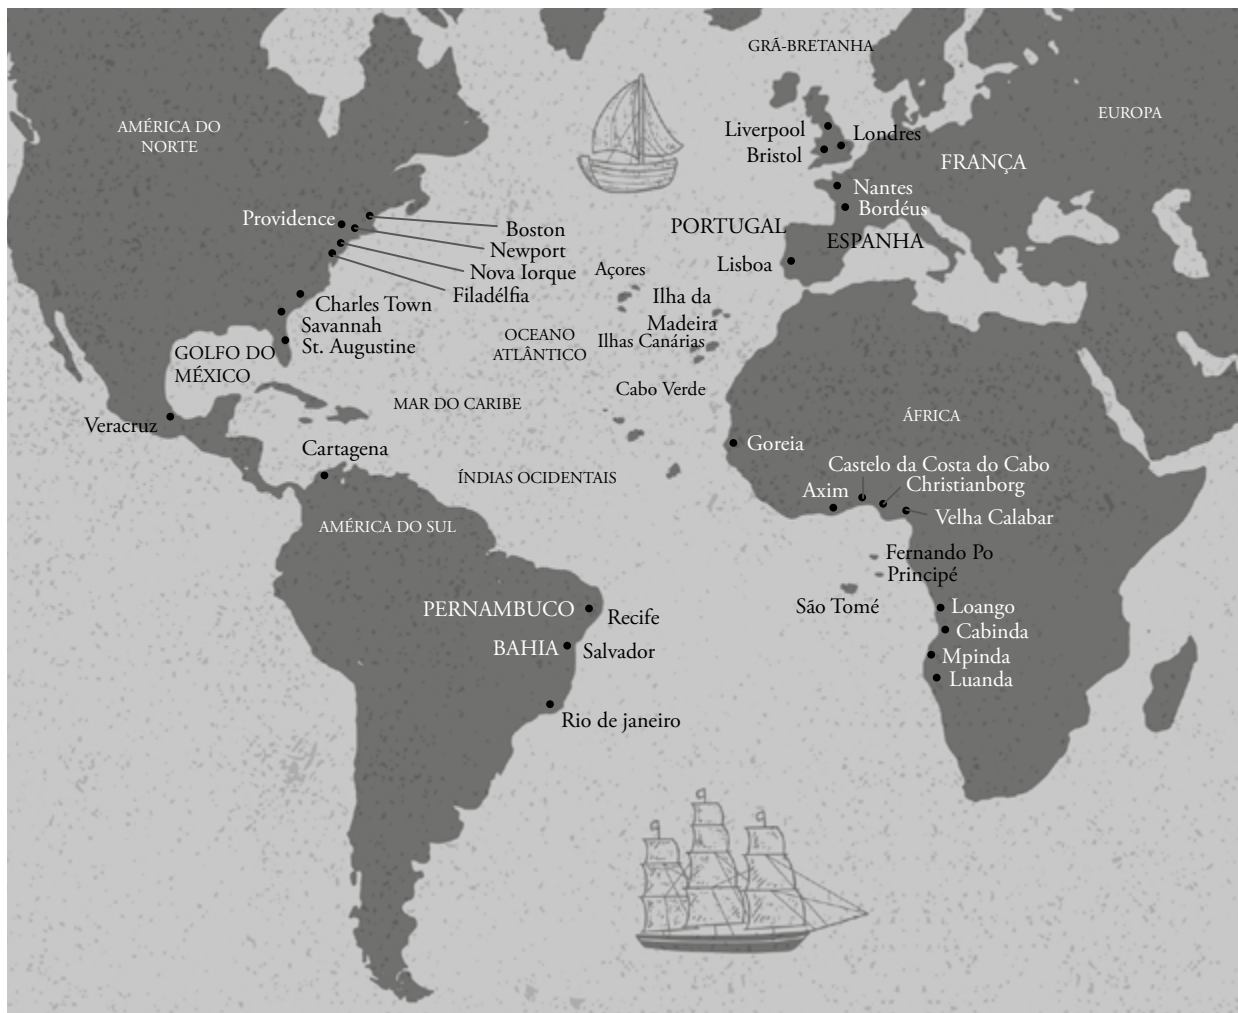 GRÃ-BRETANHA
EUROPA
AMÉRICA DO
NORTE
Liverpool
Londres
Bristol
FRANÇA
Nantes
Bordéus
Providence
Boston
PORTUGAL
ESPANHA
Newport
Lisboa
Nova Iorque
Açores
Filadélfia
Ilha da
Madeira
Charles Town
Savannah
OCEANO
ATLÂNTICO
Ilhas Canárias
St. Augustine
GOLFO DO
MÉXICO
Cabo Verde
MAR DO CARIBE
ÁFRICA
Veracruz
Goreia
Cartagena
Castelo da Costa do Cabo
ÍNDIAS OCIDENTAIS
Christianborg
Axim
Velha Calabar
AMÉRICA DO SUL
Fernando Po
Principé
São Tomé
Loango
PERNAMBUCO
Recife
Cabinda
BAHIA
Salvador
Mpinda
Luanda
Rio de janeiro